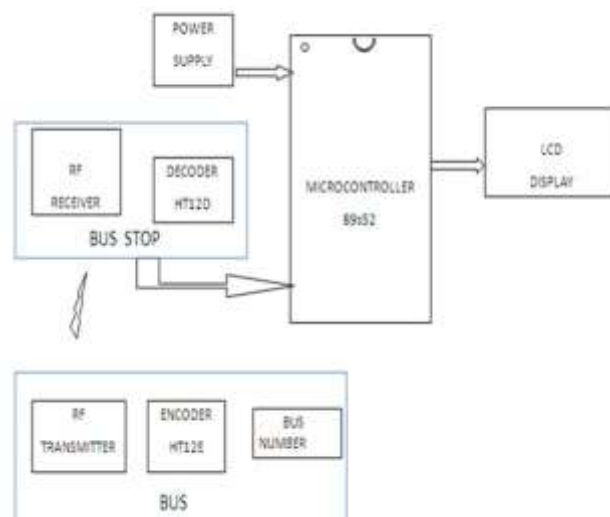 POWER
SUPPLY
RF
RECEIVER
DECODER
HT12D
BUS STOP
MICROCONTROLLER
89s52
LCD
DISPLAY
RF
TRANSMITTER
ENCODER
HT12E
BUS
NUMBER
BUS